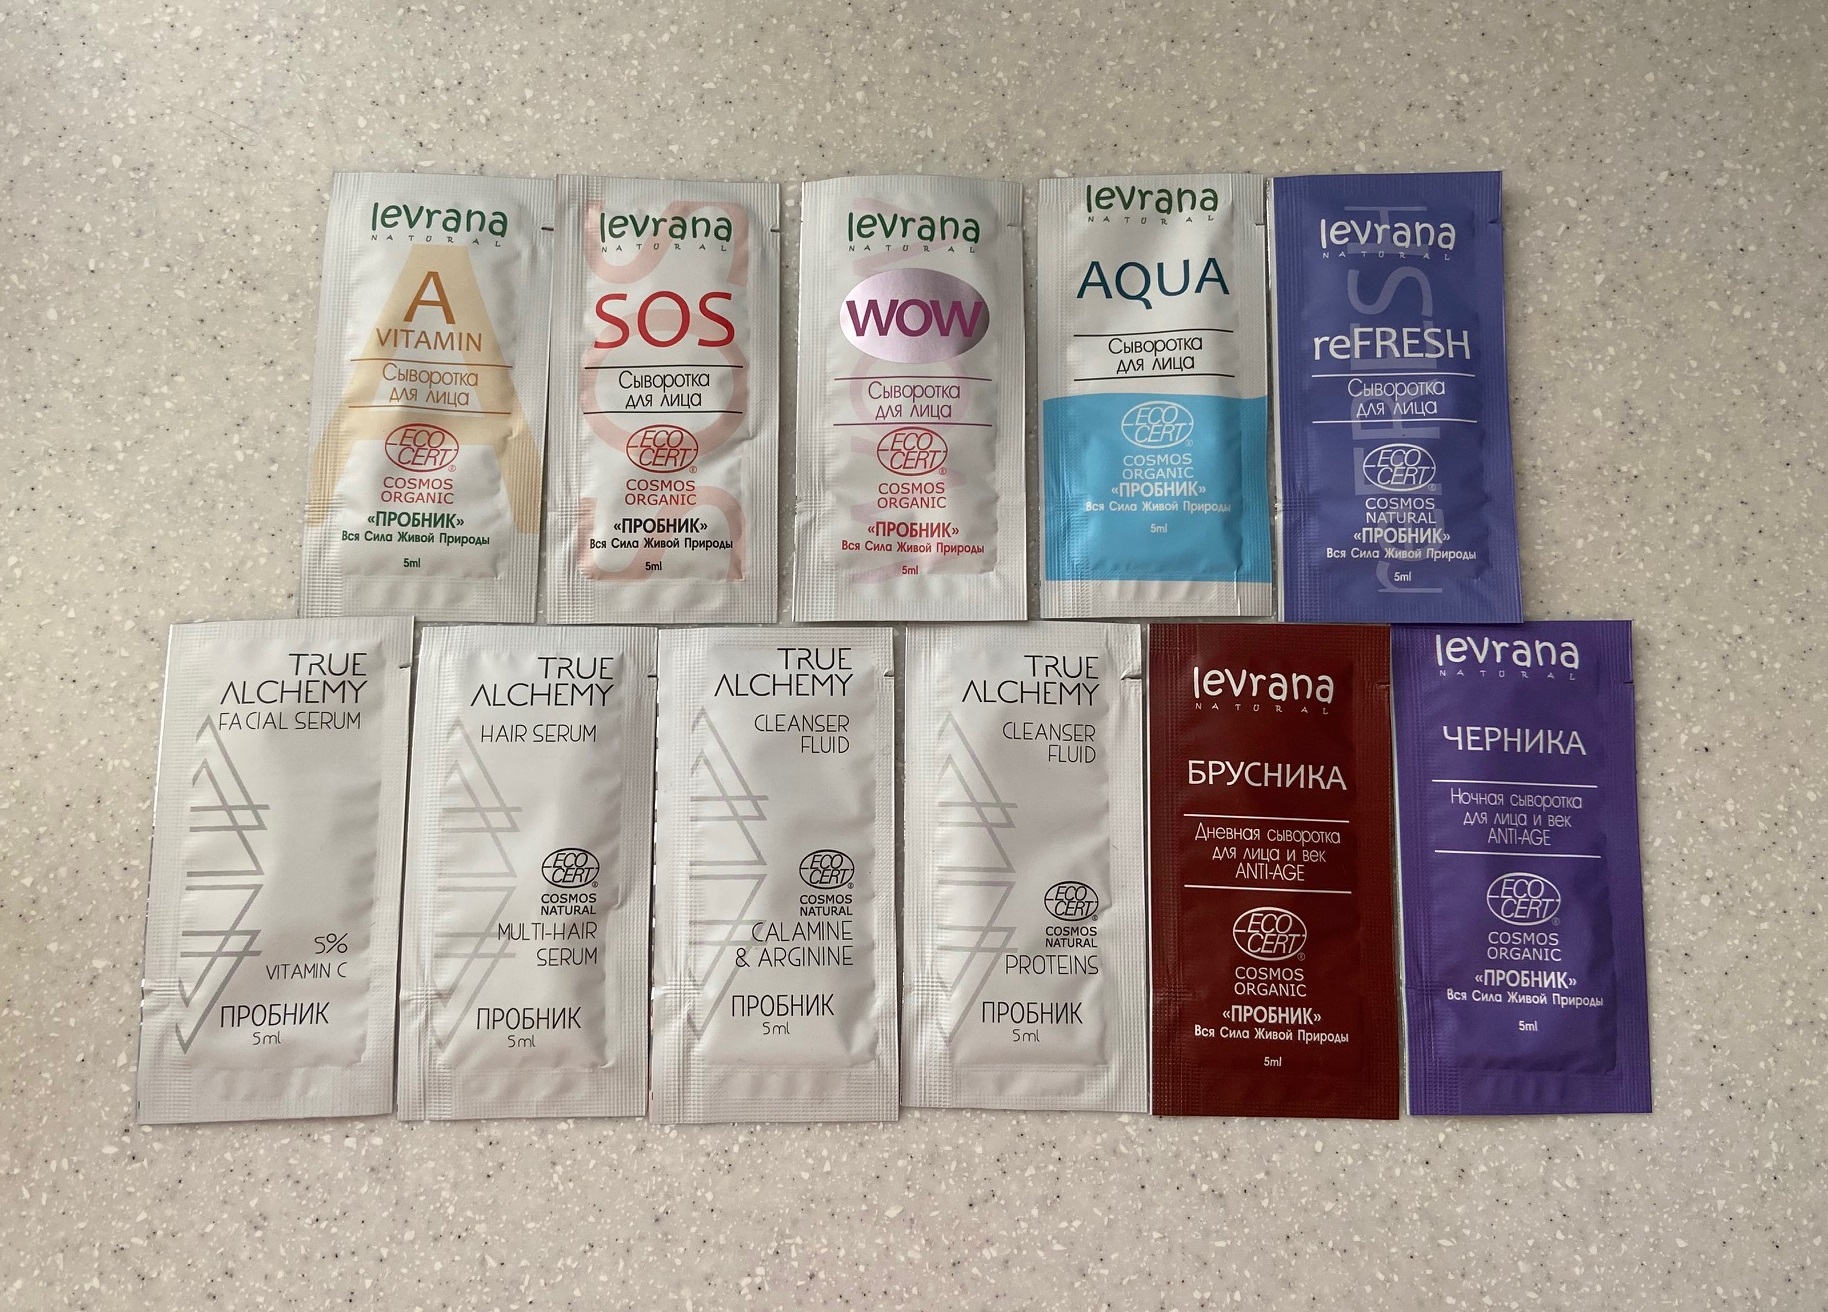 levrana
NATURAL
A
VITAMIN
Сыворотка
для лица
ECO
CERT®
COSMOS
ORGANIC
«ПРОБНИК»
Вся Сила Живой Природы
5ml
levrana
NATURAL
SOS
SOS
Сыворотка
для лица
ECO
CERT®
COSMOS
ORGANIC
«ПРОБНИК»
Вся Сила Живой Природы
5ml
levrana
NATURAL
WOW
WOW
Сыворотка
для лица
ECO
CERT®
COSMOS
ORGANIC
«ПРОБНИК»
Вся Сила Живой Природы
5ml
levrana
NATURAL
AQUA
Сыворотка
для лица
ECO
CERT®
COSMOS
ORGANIC
«ПРОБНИК»
Вся Сила Живой Природы
5ml
levrana
NATURAL
reFRESH
reFRESH
Сыворотка
для лица
ECO
CERT®
COSMOS
NATURAL
«ПРОБНИК»
Вся Сила Живой Природы
5ml
TRUE
ALCHEMY
FACIAL SERUM
5%
VITAMIN C
ПРОБНИК
5ml
TRUE
ALCHEMY
HAIR SERUM
ECO
CERT®
COSMOS
NATURAL
MULTI-HAIR
SERUM
ПРОБНИК
5ml
TRUE
ALCHEMY
CLEANSER
FLUID
ECO
CERT®
COSMOS
NATURAL
CALAMINE
& ARGININE
ПРОБНИК
5ml
TRUE
ALCHEMY
CLEANSER
FLUID
ECO
CERT®
COSMOS
NATURAL
PROTEINS
ПРОБНИК
5ml
levrana
NATURAL
БРУСНИКА
Дневная сыворотка
для лица и век
ANTI-AGE
ECO
CERT®
COSMOS
ORGANIC
«ПРОБНИК»
Вся Сила Живой Природы
5ml
levrana
NATURAL
ЧЕРНИКА
Ночная сыворотка
для лица и век
ANTI-AGE
ECO
CERT®
COSMOS
ORGANIC
«ПРОБНИК»
Вся Сила Живой Природы
5ml